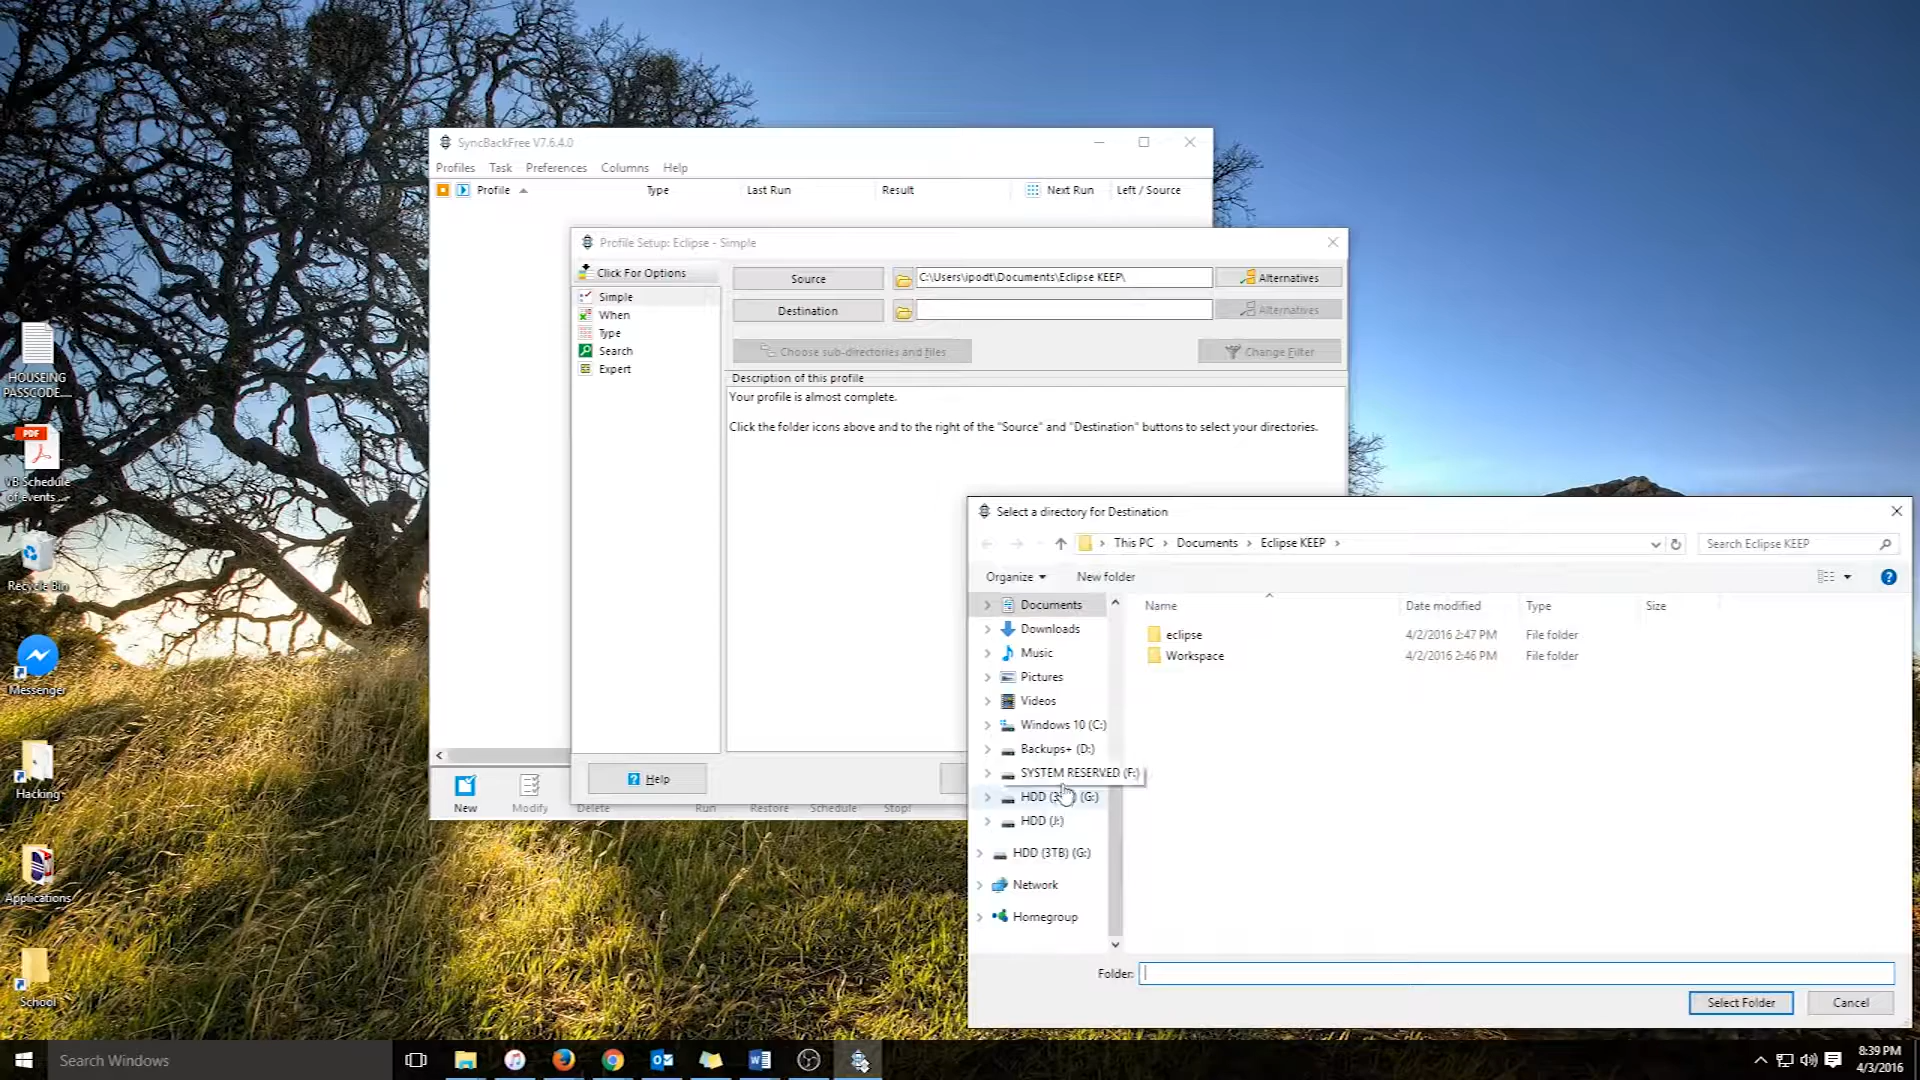 SyncBackFree V7.6.4.0
Profiles Task Preferences Columns Help
Profile Type Last Run Result Next Run Left / Source
Profile Setup: Eclipse - Simple
Click For Options
Simple
When
Type
Search
Expert
Source C:\Users\ipodt\Documents\Eclipse KEEP\ Alternatives
Destination Alternatives
Choose sub-directories and files Change Filter
Description of this profile
Your profile is almost complete.
Click the folder icons above and to the right of the "Source" and "Destination" buttons to select your directories.
Help
New Modify Delete Run Restore Schedule Stop!
Select a directory for Destination
This PC Documents Eclipse KEEP
Search Eclipse KEEP
Organize New folder
Documents
Downloads
Music
Pictures
Videos
Windows 10 (C:)
Backups+ (D:)
SYSTEM RESERVED (F:)
HDD (G:)
HDD (J:)
HDD (3TB) (G:)
Network
Homegroup
Name Date modified Type Size
eclipse 4/2/2016 2:47 PM File folder
Workspace 4/2/2016 2:46 PM File folder
Folder:
Select Folder Cancel
HOUSEING
PASSCODE....
PDF
VB Schedule
of events ...
Recycle Bin
Messenger
Hacking
Applications
School
Search Windows
8:39 PM
4/3/2016